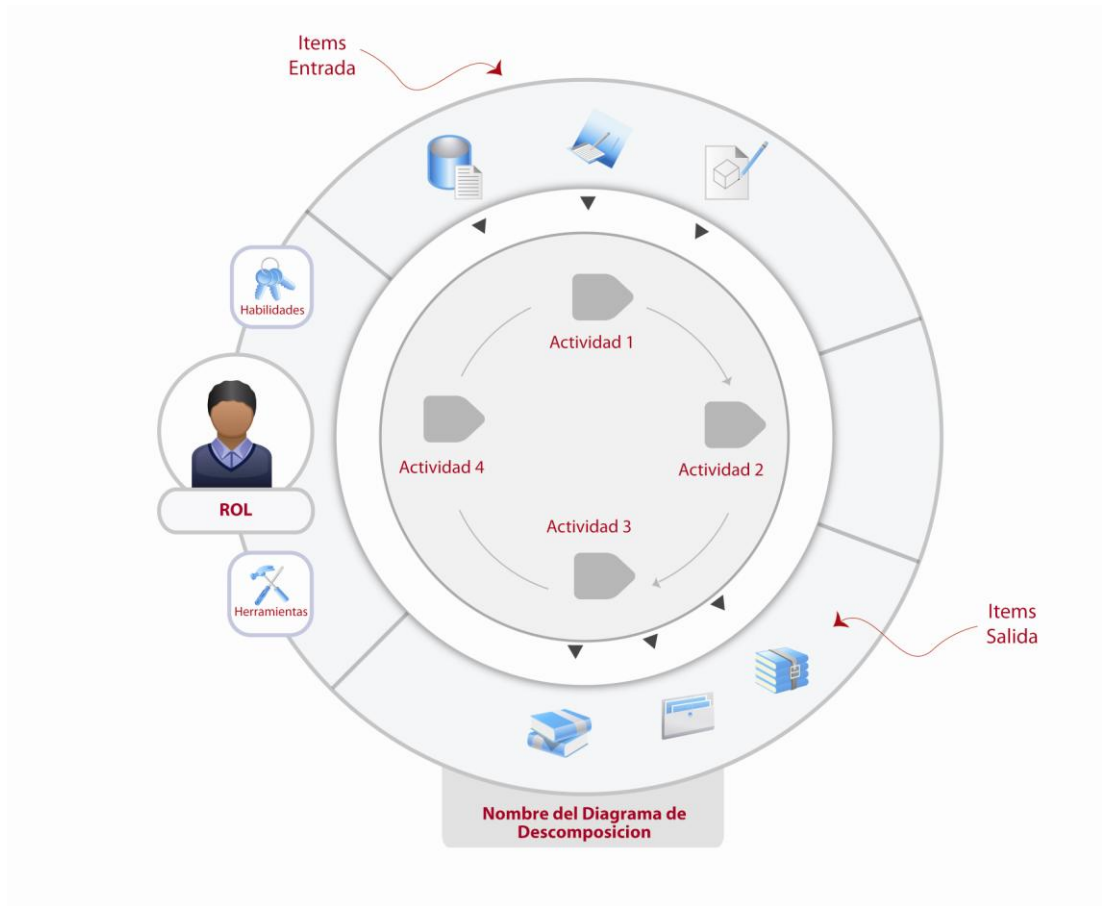 Items
Entrada
Habilidades
Actividad 1
Actividad 4
Actividad 2
ROL
Actividad 3
Herramientas
Items
Salida
Nombre del Diagrama de
Descomposicion